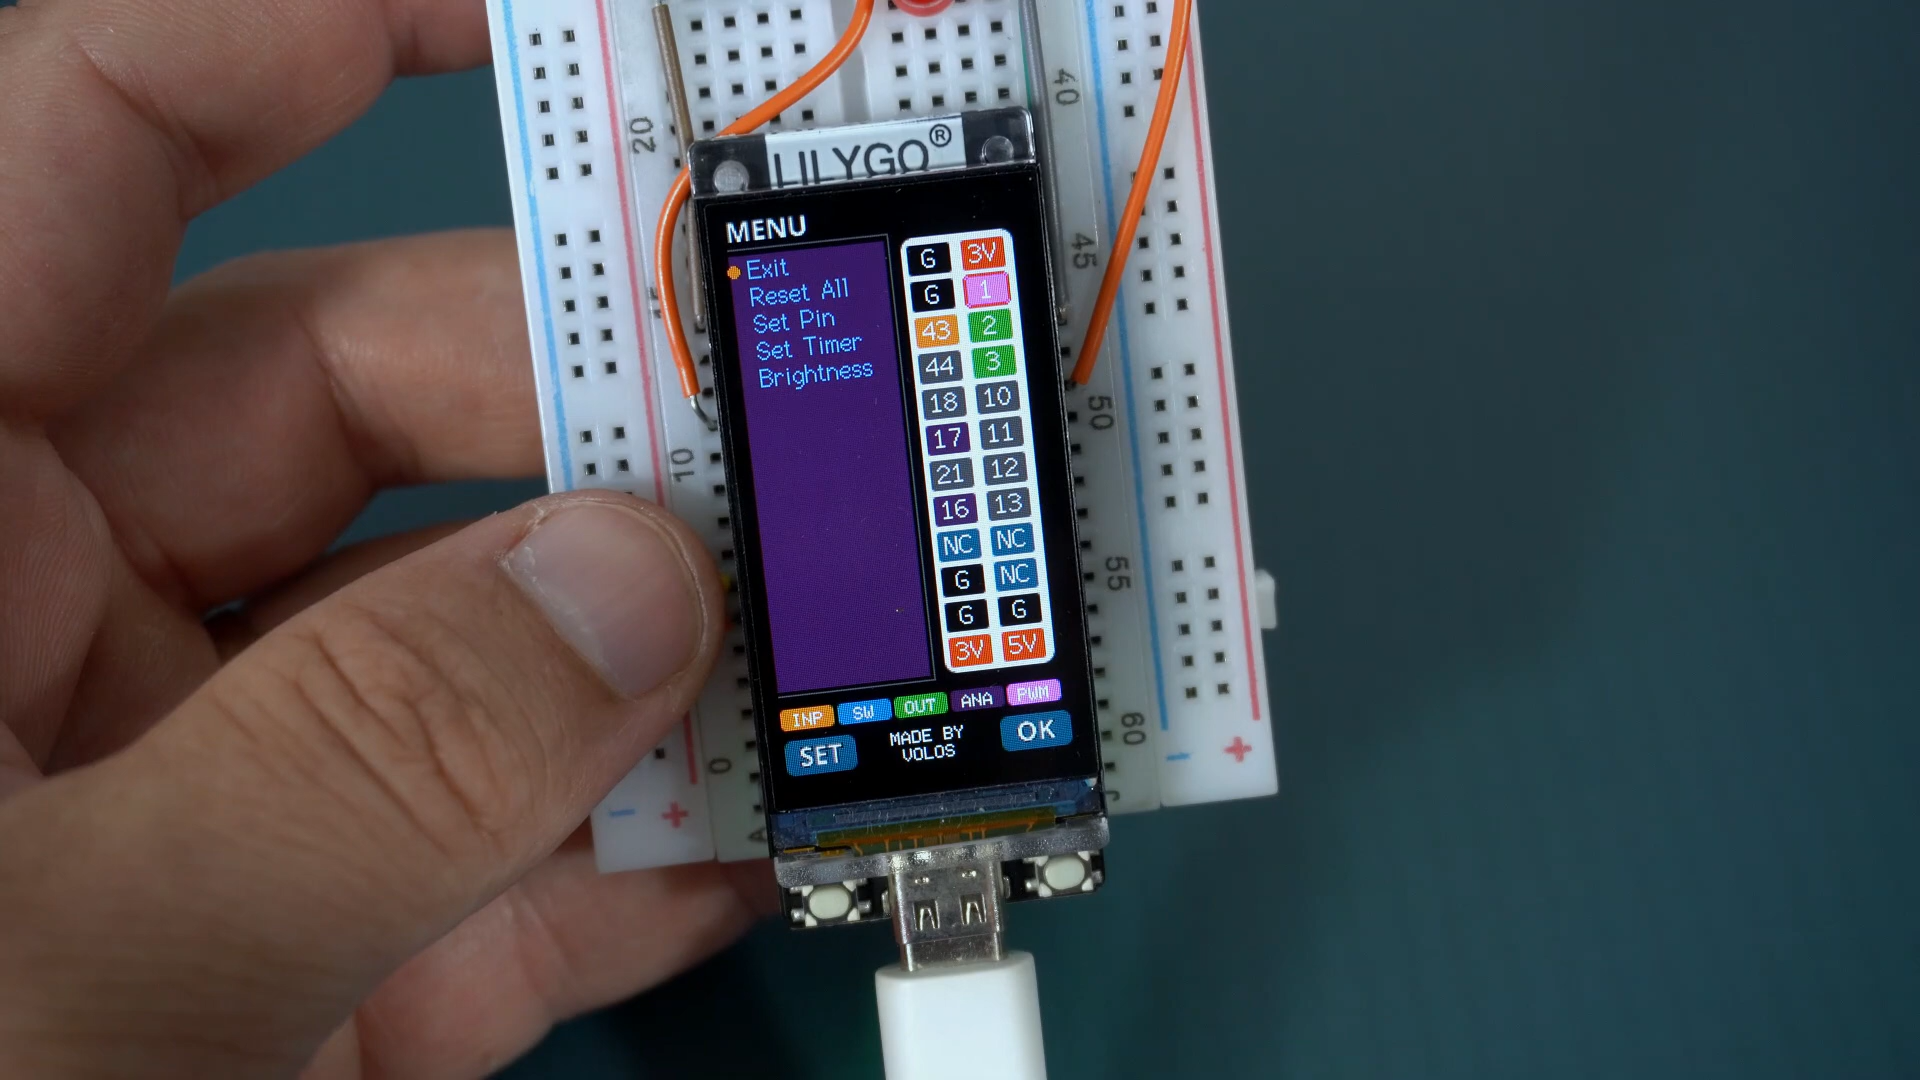 LILYGO®
MENU
Exit
Reset All
Set Pin
Set Timer
Brightness
G 3V
G 1
43 2
44 3
18 10
17 11
21 12
16 13
NC NC
G NC
G G
3V 5V
INP SW OUT ANA PWM
SET
MADE BY
VOLOS
OK
20
10
0
40
45
50
55
60
- +
- +